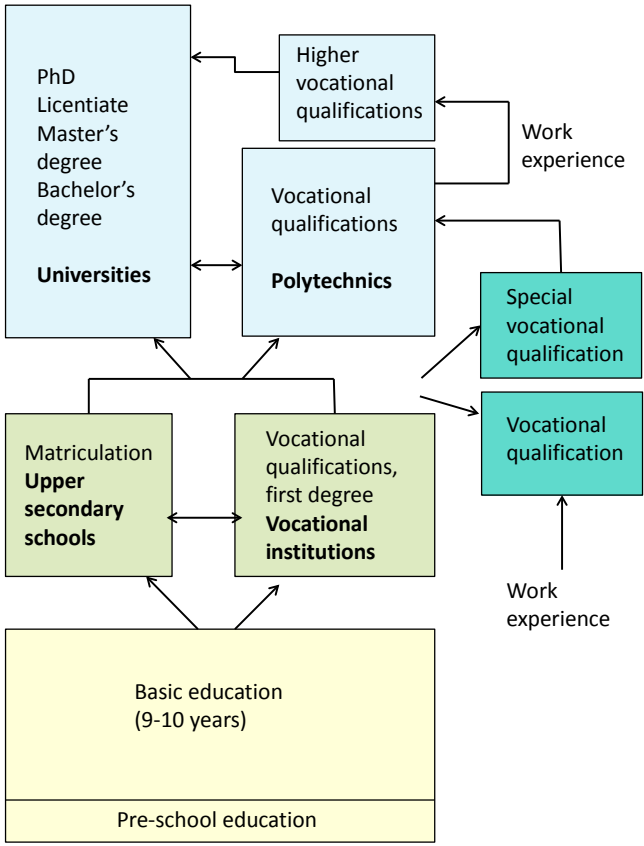 PhD
Licentiate
Master's
degree
Bachelor's
degree
Universities
Higher
vocational
qualifications
Work
experience
Vocational
qualifications
Polytechnics
Special
vocational
qualification
Vocational
qualification
Matriculation
Upper
secondary
schools
Vocational
qualifications,
first degree
Vocational
institutions
Work
experience
Basic education
(9-10 years)
Pre-school education